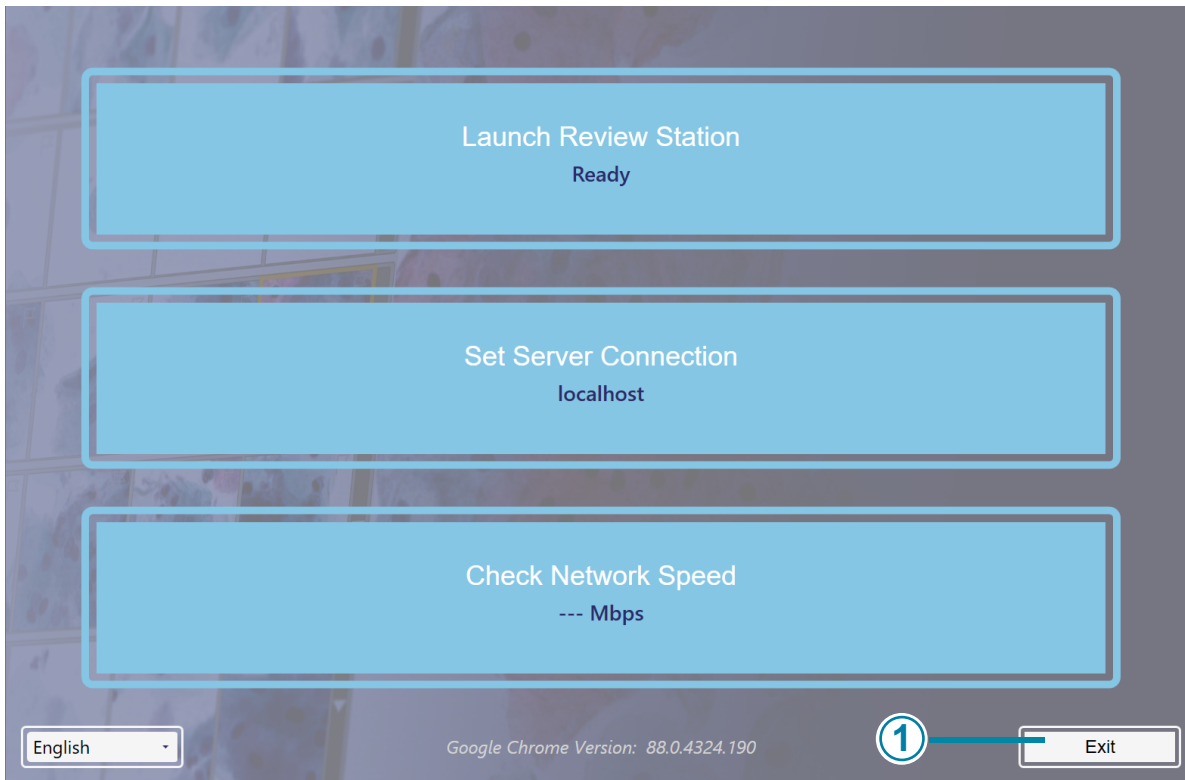 Launch Review Station
Ready
Set Server Connection
localhost
Check Network Speed
--- Mbps
English
Google Chrome Version: 88.0.4324.190
1
Exit